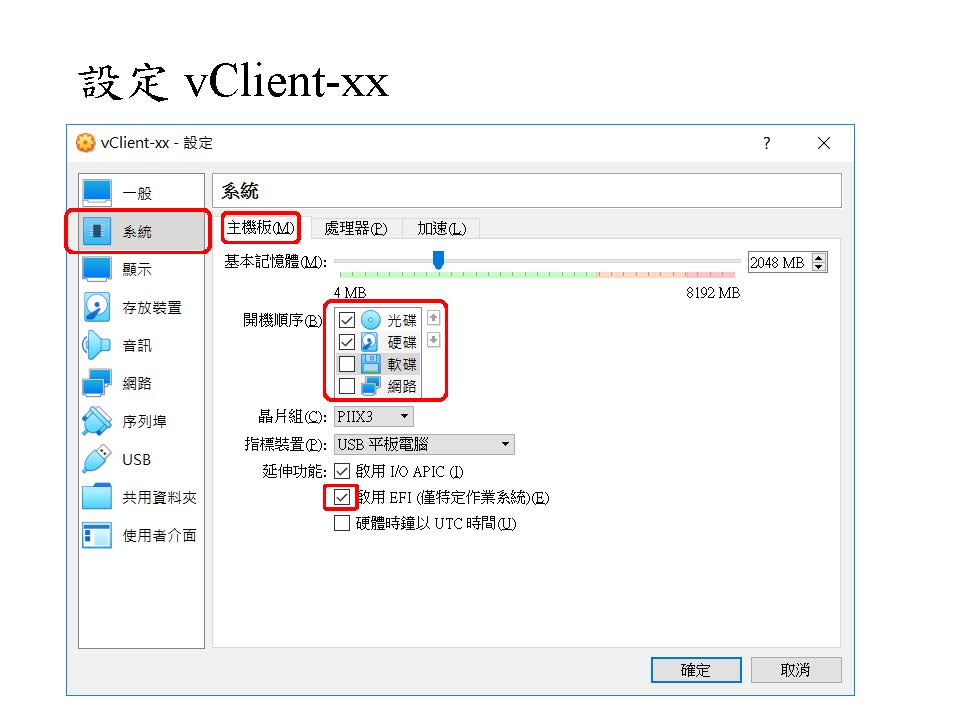 設定 vClient-xx
vClient-xx - 設定
?
一般
系統
顯示
存放裝置
音訊
網路
序列埠
USB
共用資料夾
使用者介面
系統
主機板(M) 處理器(P) 加速(L)
基本記憶體(M): 2048 MB
4 MB 8192 MB
開機順序(B): 光碟
硬碟
軟碟
網路
晶片組(C): PIIX3
指標裝置(P): USB 平板電腦
延伸功能: 啟用 I/O APIC (I)
啟用 EFI (僅特定作業系統)(E)
硬體時鐘以 UTC 時間(U)
確定 取消